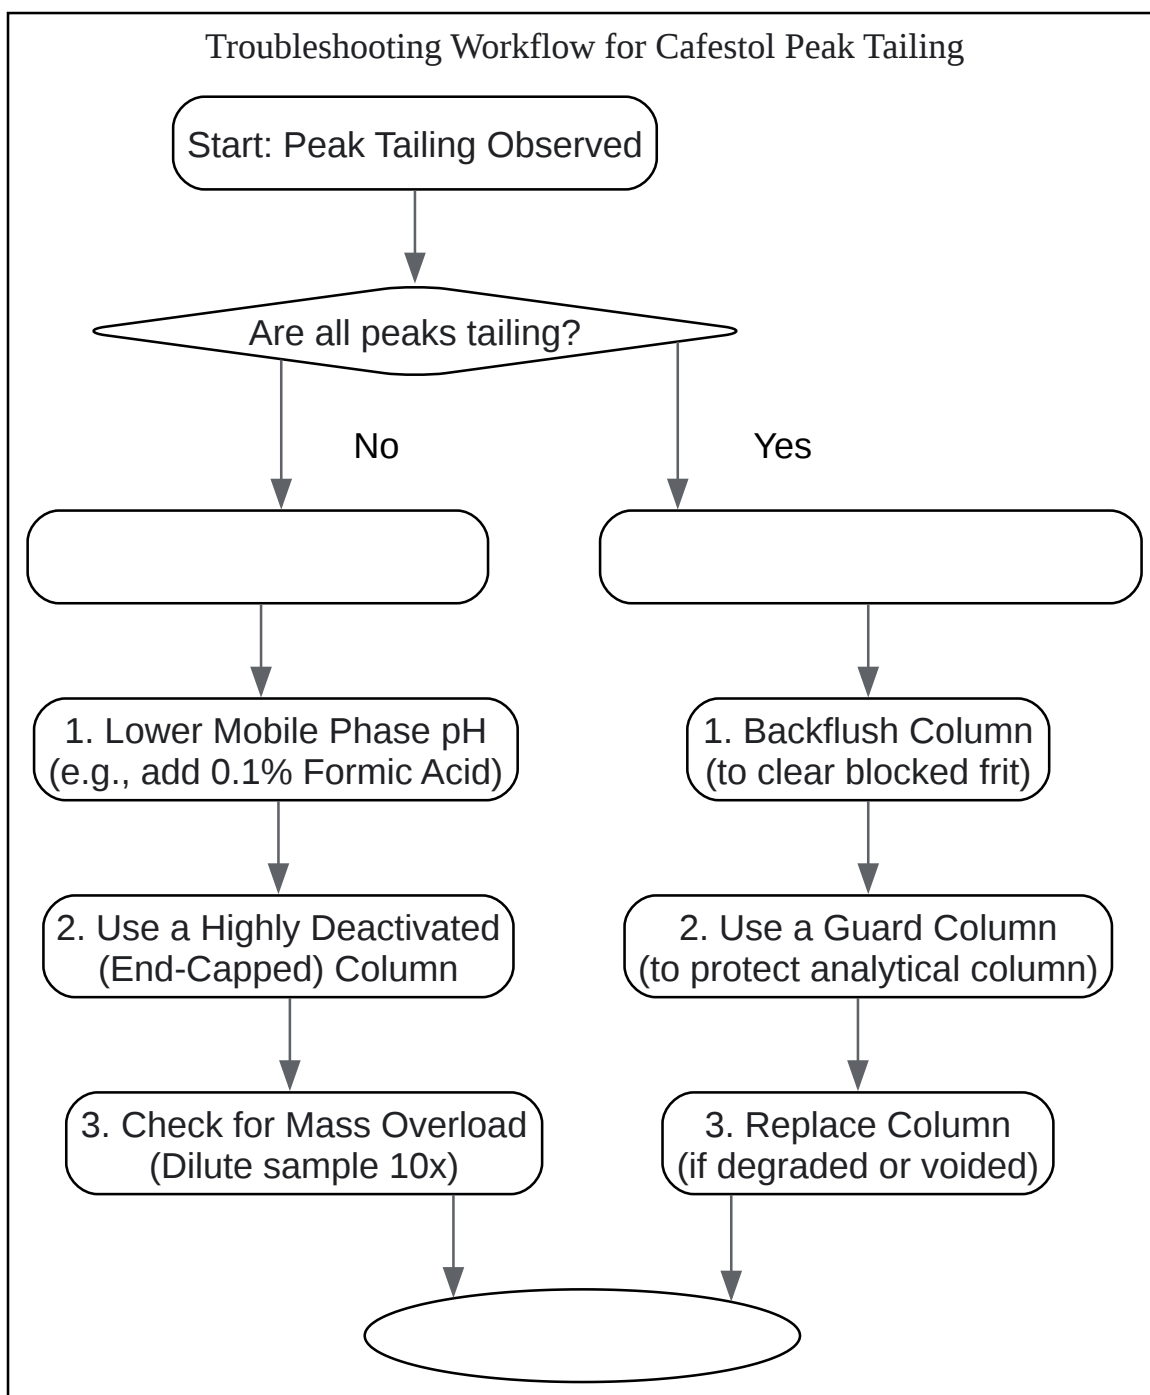 Troubleshooting Workflow for Cafestol Peak Tailing
Start: Peak Tailing Observed
Are all peaks tailing?
No
Yes
1. Lower Mobile Phase pH
(e.g., add 0.1% Formic Acid)
1. Backflush Column
(to clear blocked frit)
2. Use a Highly Deactivated
(End-Capped) Column
2. Use a Guard Column
(to protect analytical column)
3. Check for Mass Overload
(Dilute sample 10x)
3. Replace Column
(if degraded or voided)